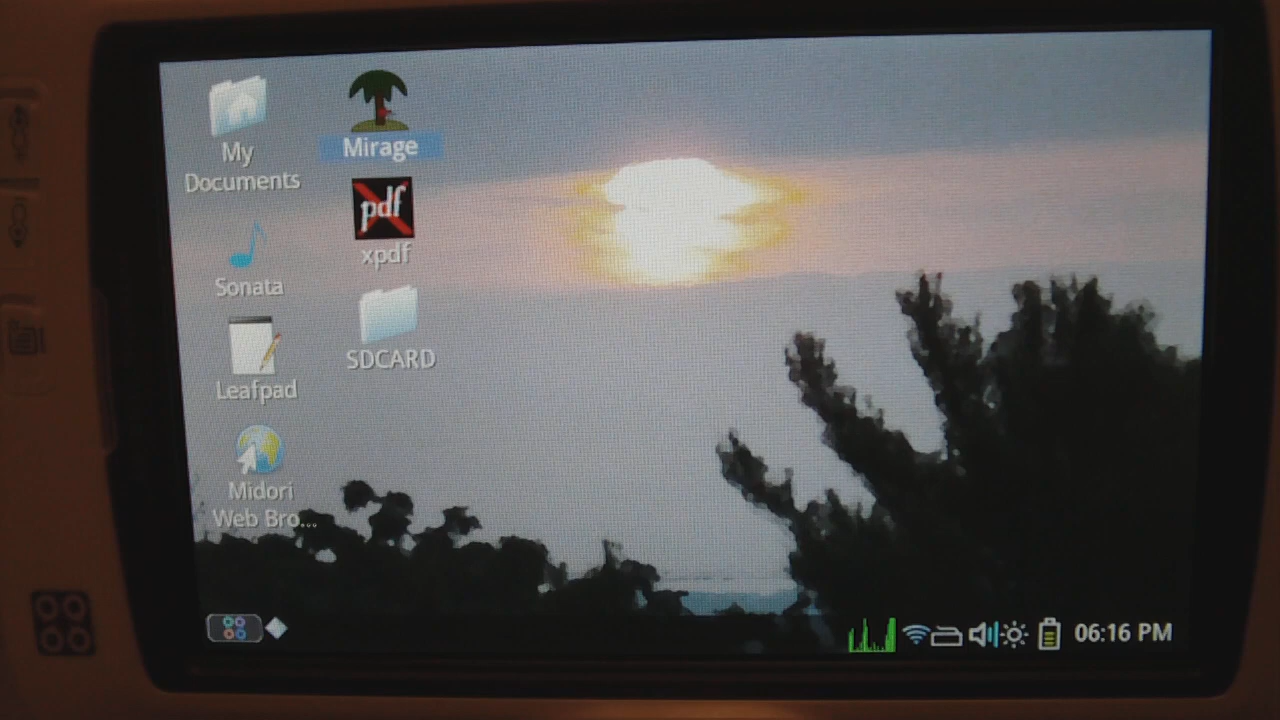 My
Documents
Sonata
Leafpad
Midori
Web Bro...
Mirage
pdf
xpdf
SDCARD
06:16 PM